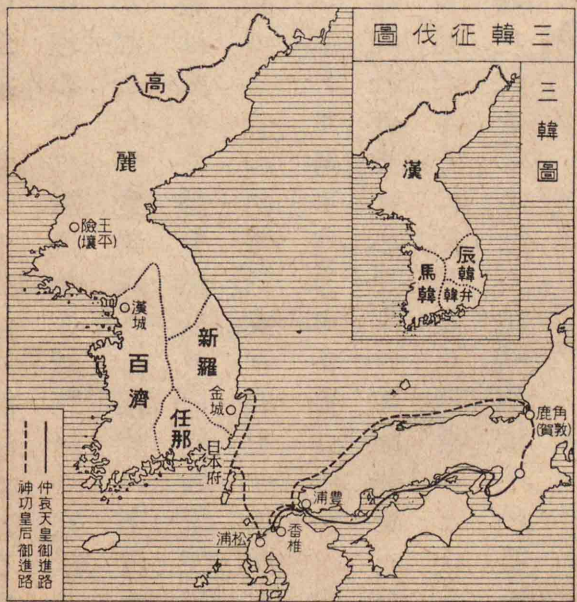 三韓征伐圖
三韓圖
漢
辰韓
馬韓
弁韓
高麗
王險
(平壤)
漢城
百濟
新羅
金城
任那
日本府
角鹿
(敦賀)
豊浦
香椎
松浦
仲哀天皇御進路
神功皇后御進路